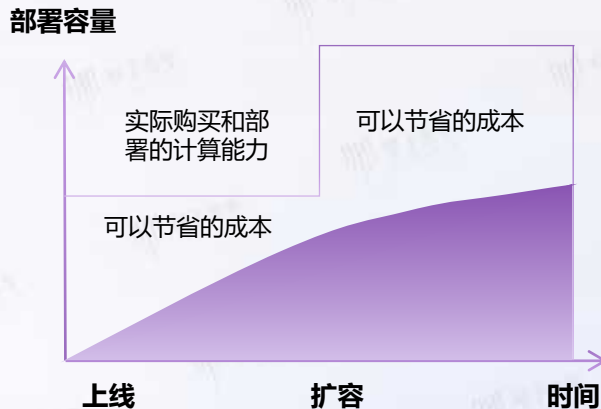 部署容量
实际购买和部
署的计算能力
可以节省的成本
可以节省的成本
上线
扩容
时间